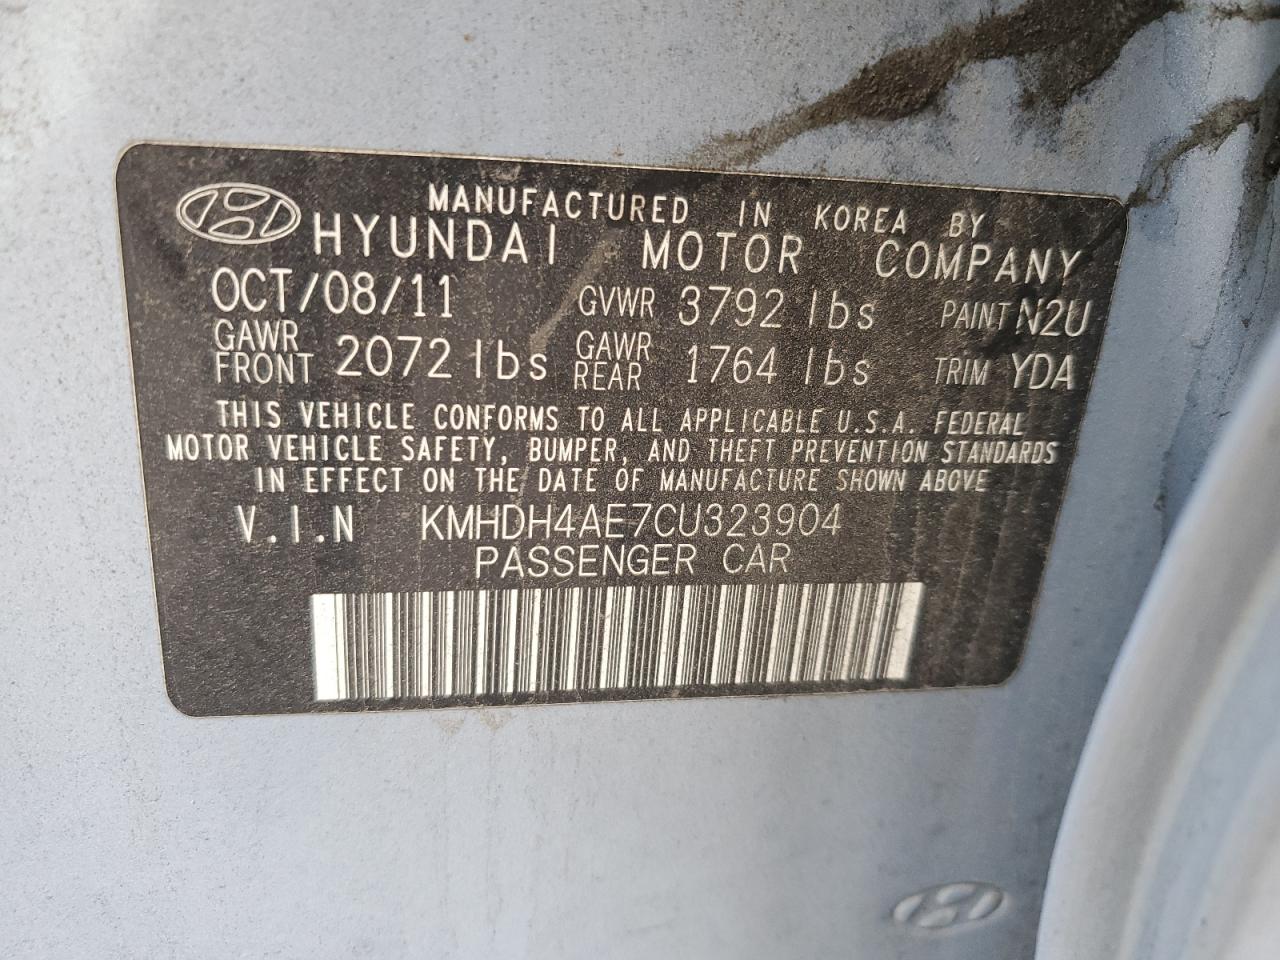 MANUFACTURED IN KOREA BY
HYUNDAI MOTOR COMPANY
OCT/08/11 GVWR 3792 lbs PAINT N2U
GAWR FRONT 2072 lbs GAWR REAR 1764 lbs TRIM YDA
THIS VEHICLE CONFORMS TO ALL APPLICABLE U.S.A. FEDERAL
MOTOR VEHICLE SAFETY, BUMPER, AND THEFT PREVENTION STANDARDS
IN EFFECT ON THE DATE OF MANUFACTURE SHOWN ABOVE
V.I.N KMHDH4AE7CU323904
PASSENGER CAR